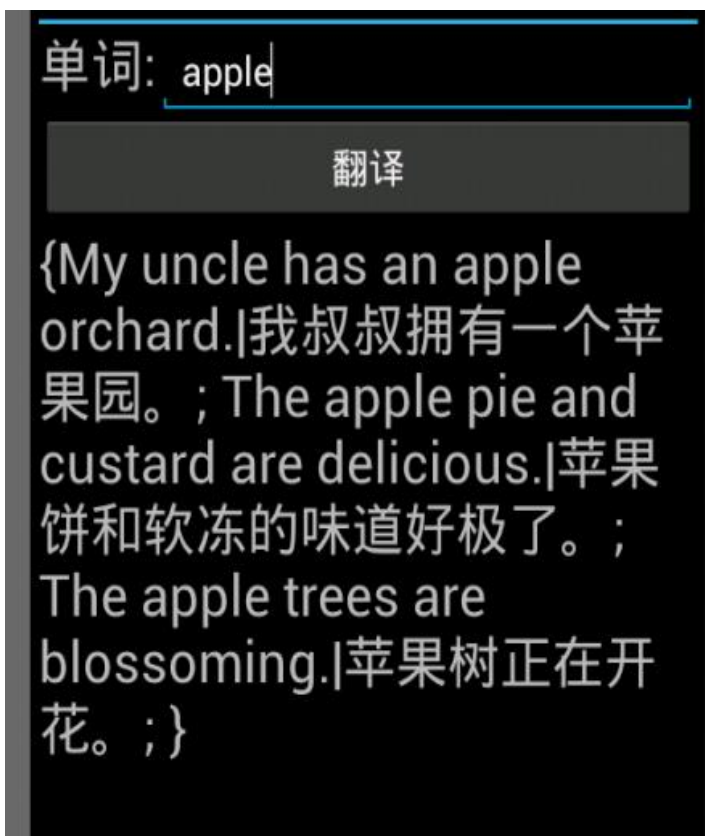 单词: apple
翻译
{My uncle has an apple
orchard.|我叔叔拥有一个苹
果园。; The apple pie and
custard are delicious.|苹果
饼和软冻的味道好极了。;
The apple trees are
blossoming.|苹果树正在开
花。; }